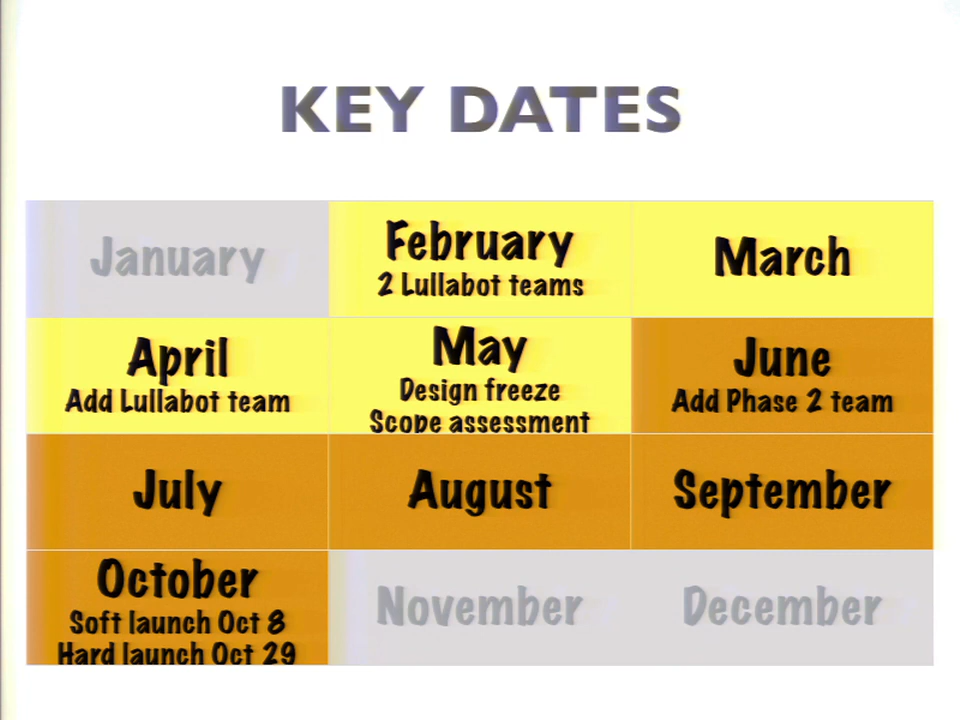 KEY DATES
January
February
2 Lullabot teams
March
April
Add Lullabot team
May
Design freeze
Scope assessment
June
Add Phase 2 team
July
August
September
October
Soft launch Oct 8
Hard launch Oct 29
November
December